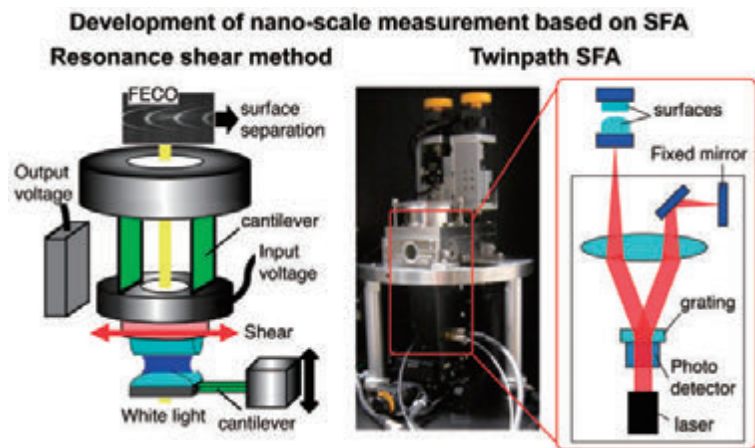 Development of nano-scale measurement based on SFA
Resonance shear method
Twinpath SFA
FECO
surface
separation
Output
voltage
cantilever
Input
voltage
Shear
White light
cantilever
surfaces
Fixed mirror
grating
Photo
detector
laser